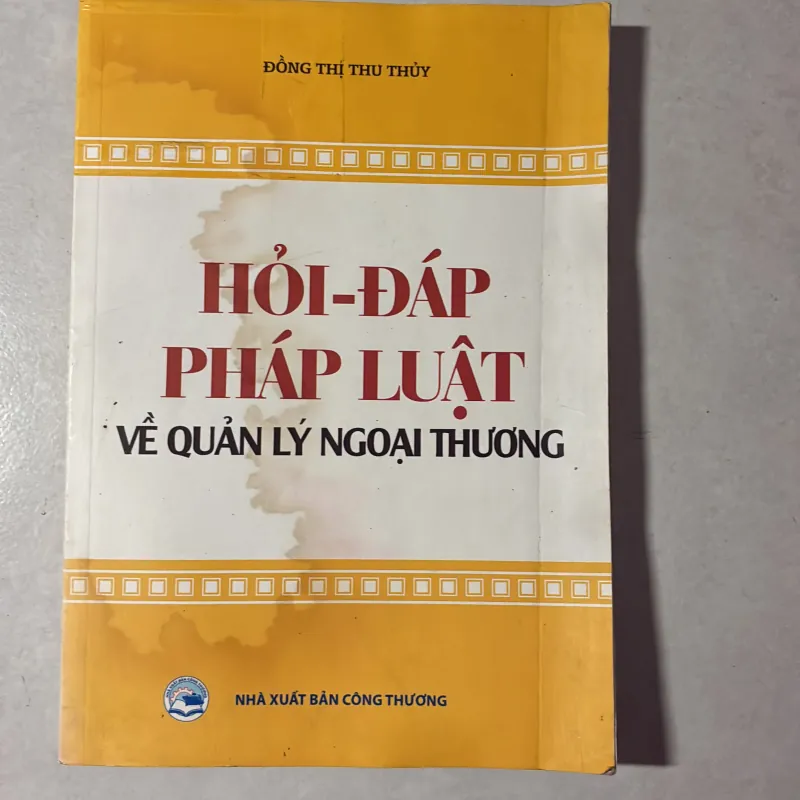 ĐỒNG THỊ THU THỦY
HỎI-ĐÁP
PHÁP LUẬT
VỀ QUẢN LÝ NGOẠI THƯƠNG
NHÀ XUẤT BẢN CÔNG THƯƠNG